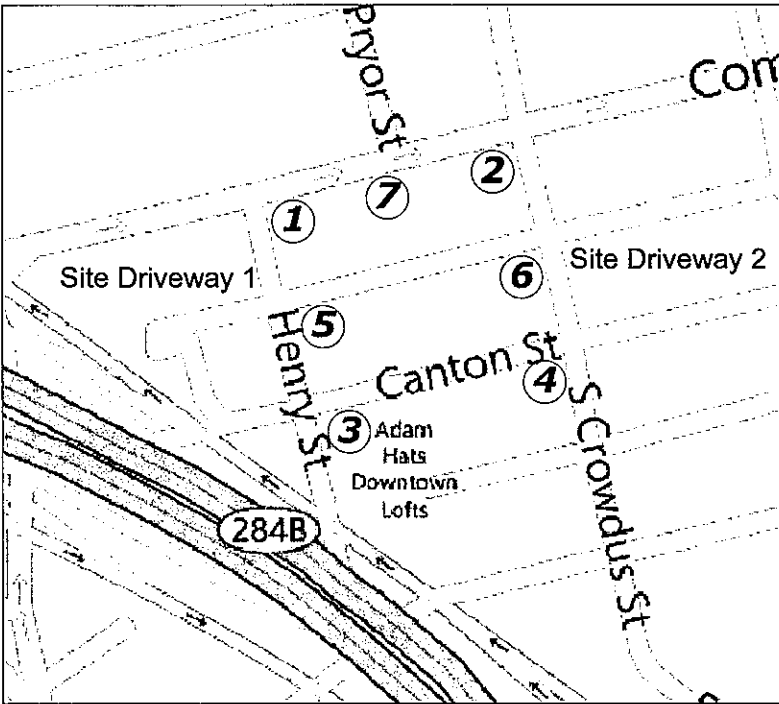 Pryor St
Com
2
7
1
Site Driveway 1
6
Site Driveway 2
5
Henry St
Canton St
4
3
Adam
Hats
Downtown
Lofts
S Crowdus St
284B